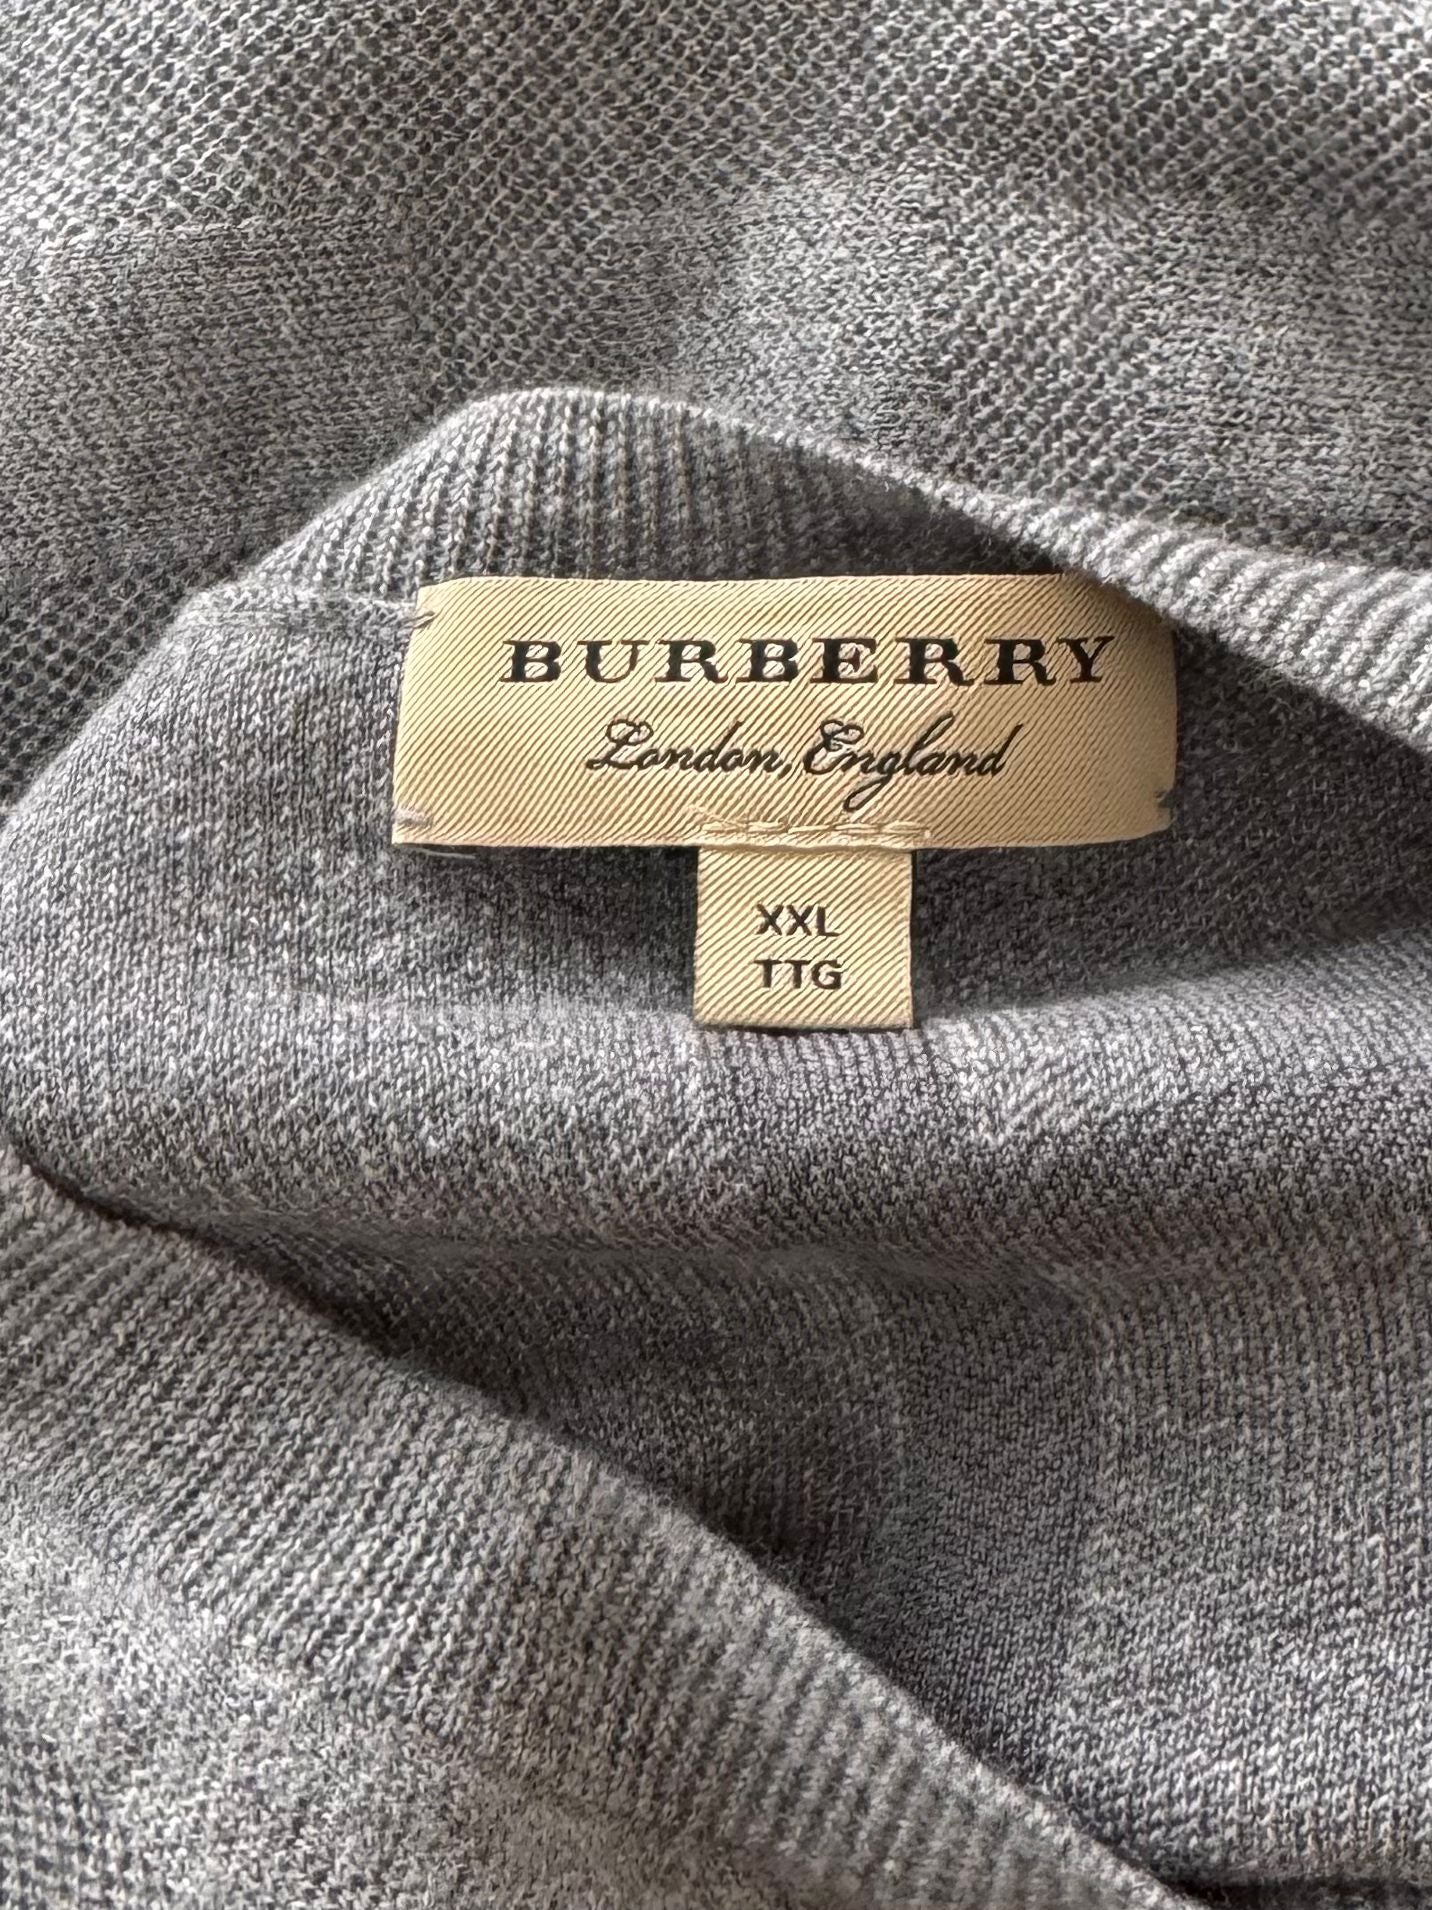 BURBERRY
London, England
XXL
TTG